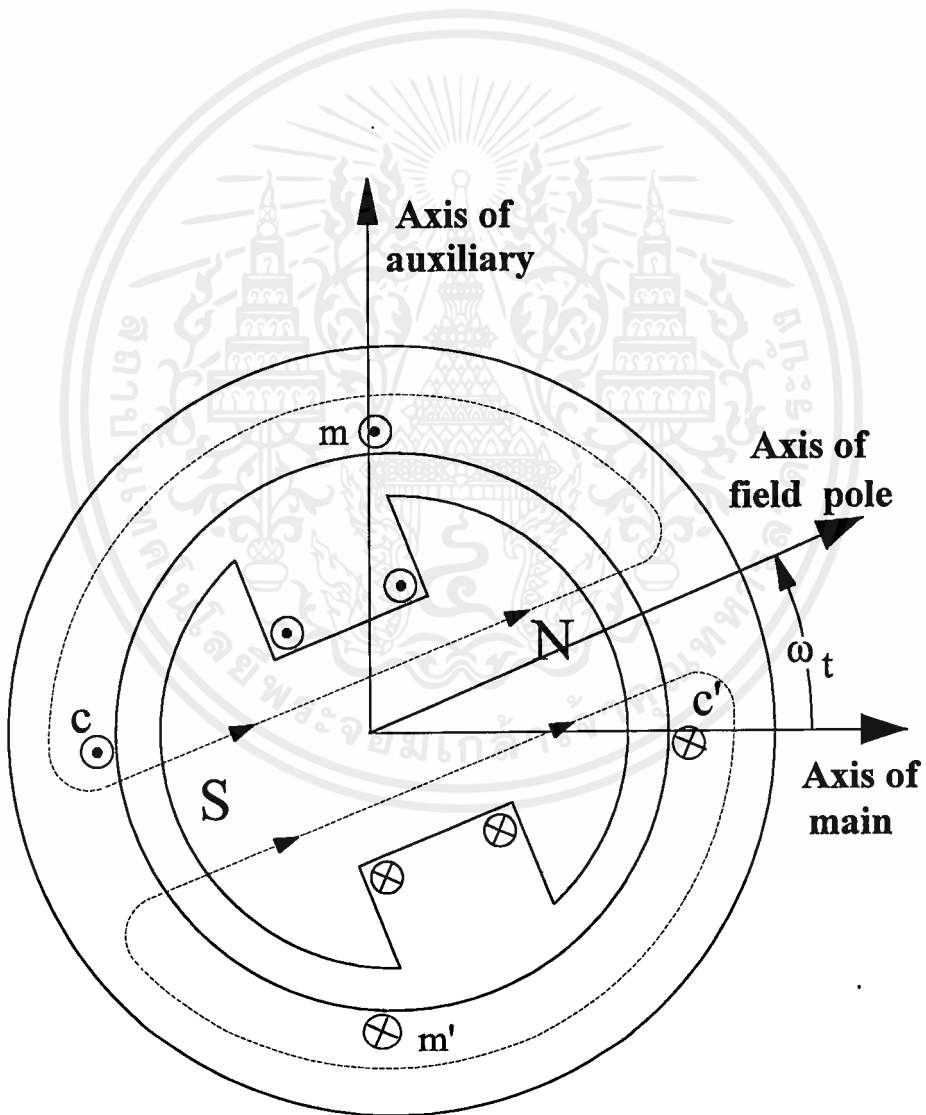 Axis of
auxiliary
m
Axis of
field pole
N
ω t
c
c'
S
Axis of
main
m'